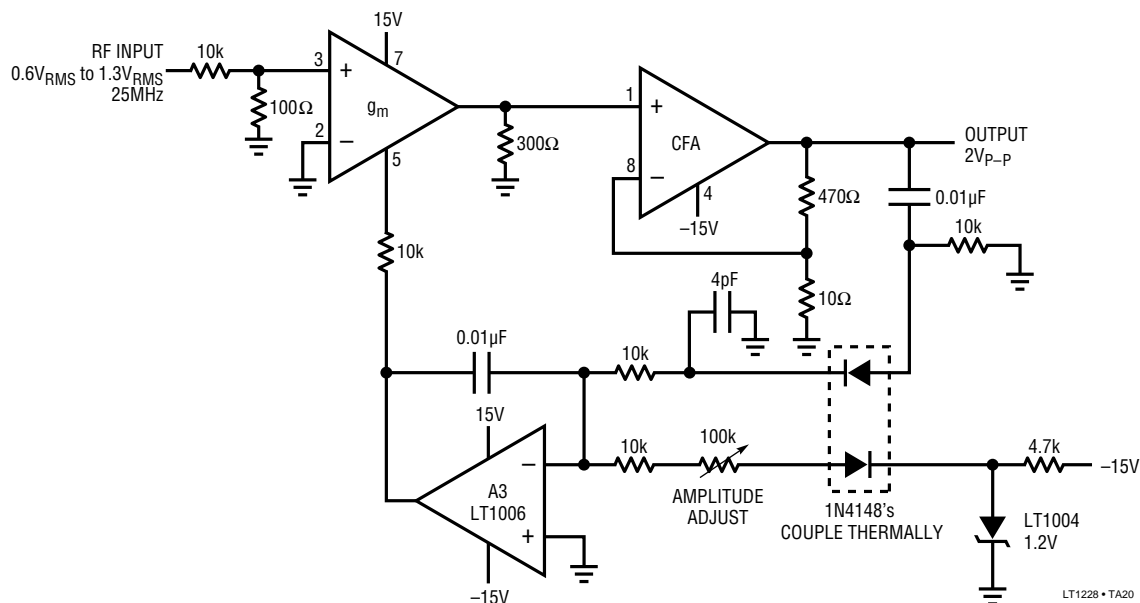 RF INPUT
0.6VRMS to 1.3VRMS
25MHz
10k
100Ω
3
+
2
–
gm
15V
7
5
300Ω
1
+
8
–
CFA
4
–15V
OUTPUT
2VP–P
470Ω
0.01µF
10k
10Ω
10k
4pF
0.01µF
10k
15V
–
A3
LT1006
+
–15V
10k
100k
AMPLITUDE
ADJUST
1N4148's
COUPLE THERMALLY
4.7k
–15V
LT1004
1.2V
LT1228 • TA20